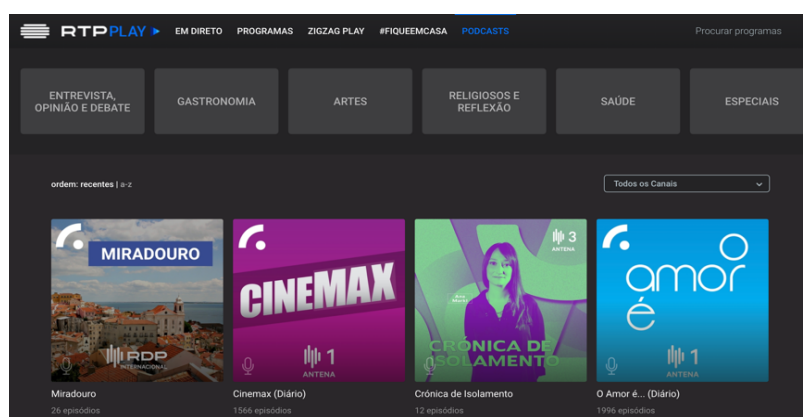 RTPPLAY EM DIRETO PROGRAMAS ZIGZAG PLAY #FIQUEEMCASA PODCASTS Procurar programas
ENTREVISTA,
OPINIÃO E DEBATE
GASTRONOMIA
ARTES
RELIGIOSOS E
REFLEXÃO
SAÚDE
ESPECIAIS
ordem: recentes | a-z
Todos os Canais
MIRADOURO
RDP
INTERNACIONAL
CINEMAX
1
ANTENA
3
ANTENA
CRÓNICA DE
ISOLAMENTO
o
amor
é
1
ANTENA
Miradouro
26 episódios
Cinemax (Diário)
1566 episódios
Crónica de Isolamento
12 episódios
O Amor é... (Diário)
1996 episódios